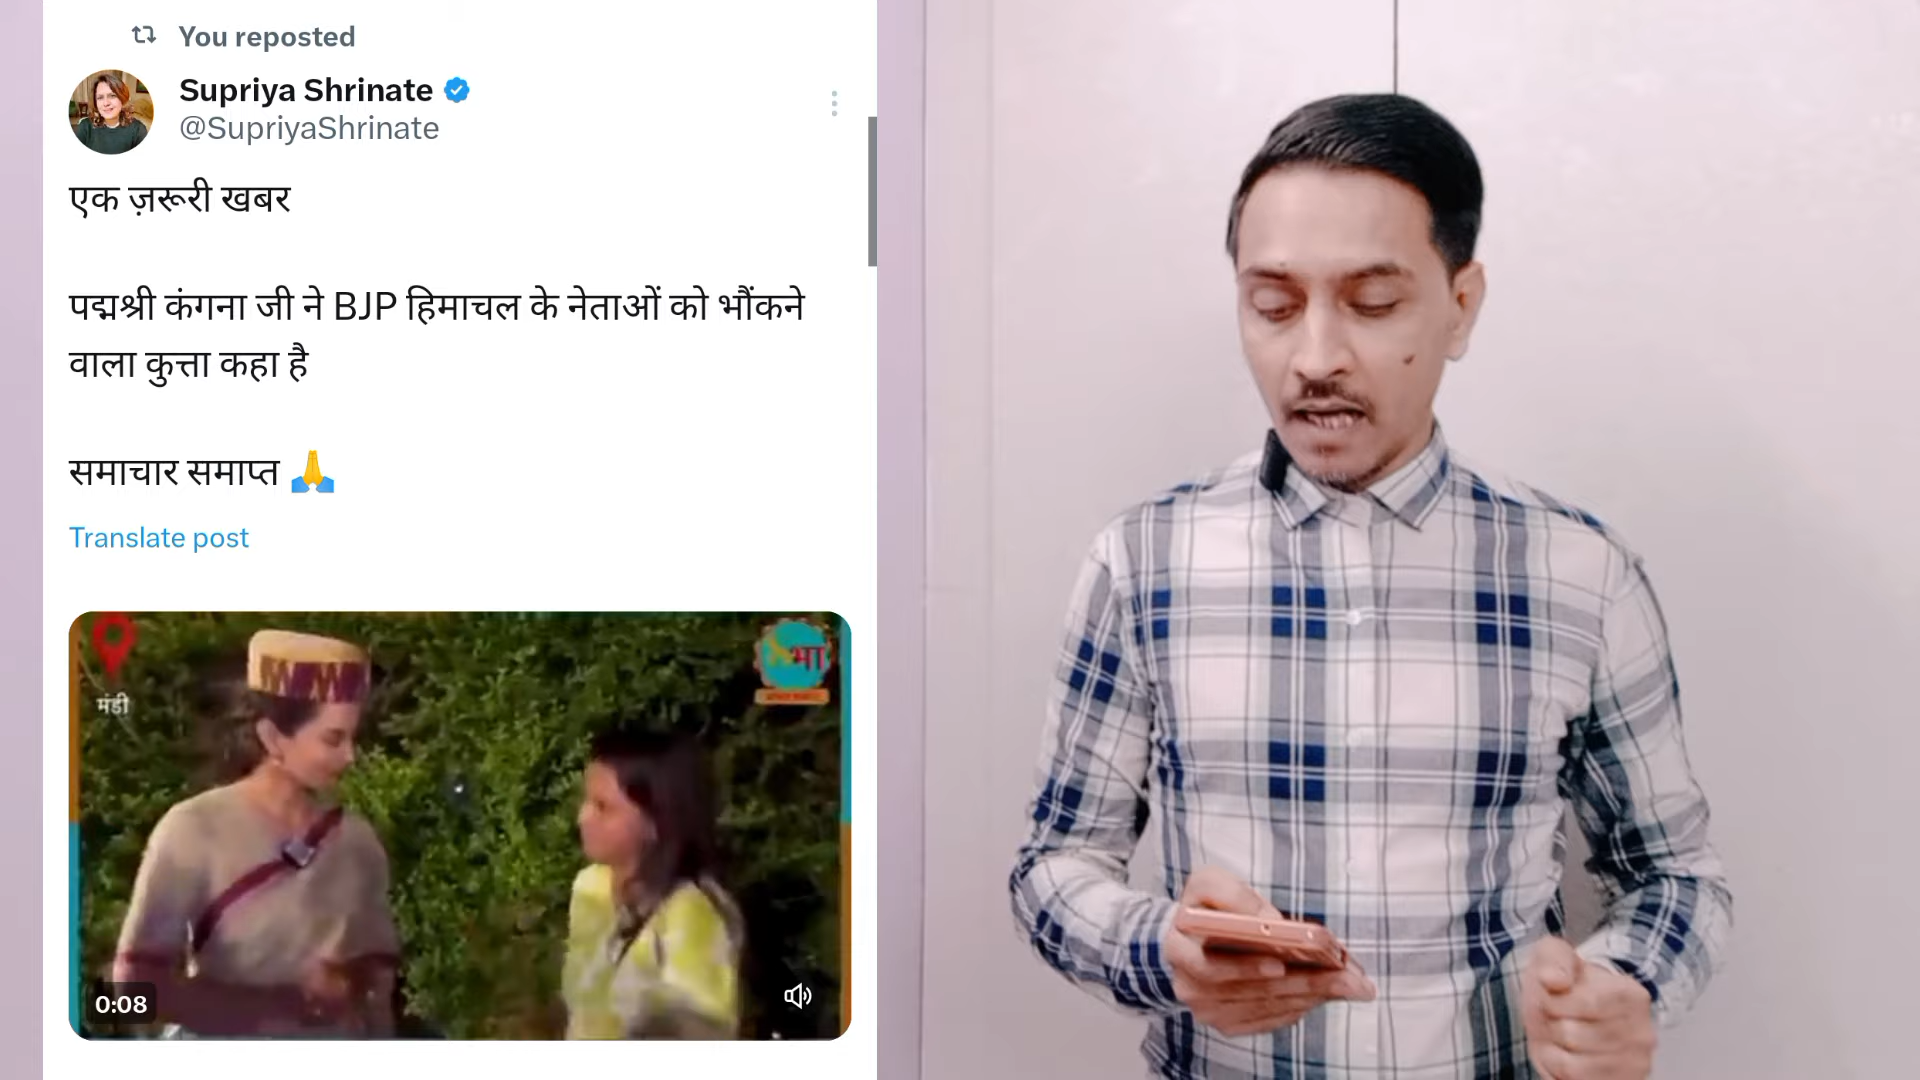 You reposted
Supriya Shrinate
@SupriyaShrinate
एक ज़रूरी खबर
पद्मश्री कंगना जी ने BJP हिमाचल के नेताओं को भौंकने
वाला कुत्ता कहा है
समाचार समाप्त 🙏
Translate post
मंडी
भा
0:08